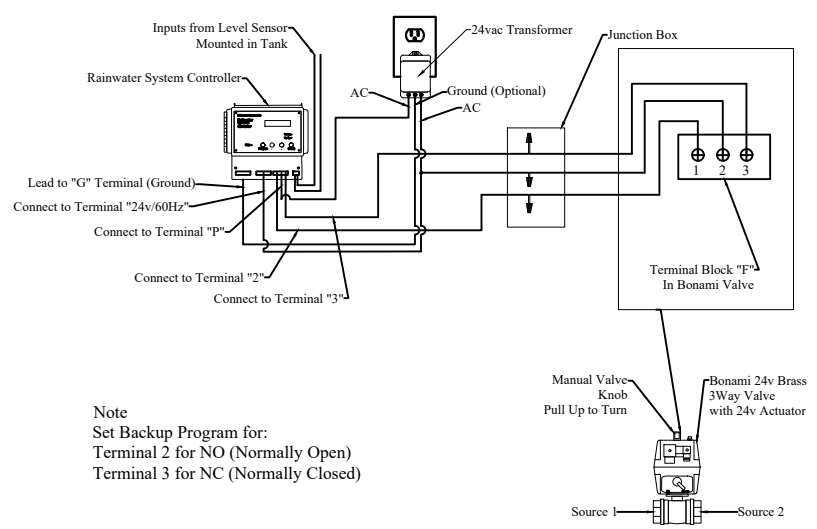 Inputs from Level Sensor
Mounted in Tank
24vac Transformer
Junction Box
Rainwater System Controller
AC
Ground (Optional)
AC
1 2 3
Lead to "G" Terminal (Ground)
Connect to Terminal "24v/60Hz"
Connect to Terminal "P"
Terminal Block "F"
In Bonami Valve
Connect to Terminal "2"
Connect to Terminal "3"
Manual Valve
Knob
Pull Up to Turn
Bonami 24v Brass
3Way Valve
with 24v Actuator
Note
Set Backup Program for:
Terminal 2 for NO (Normally Open)
Terminal 3 for NC (Normally Closed)
Source 1
Source 2